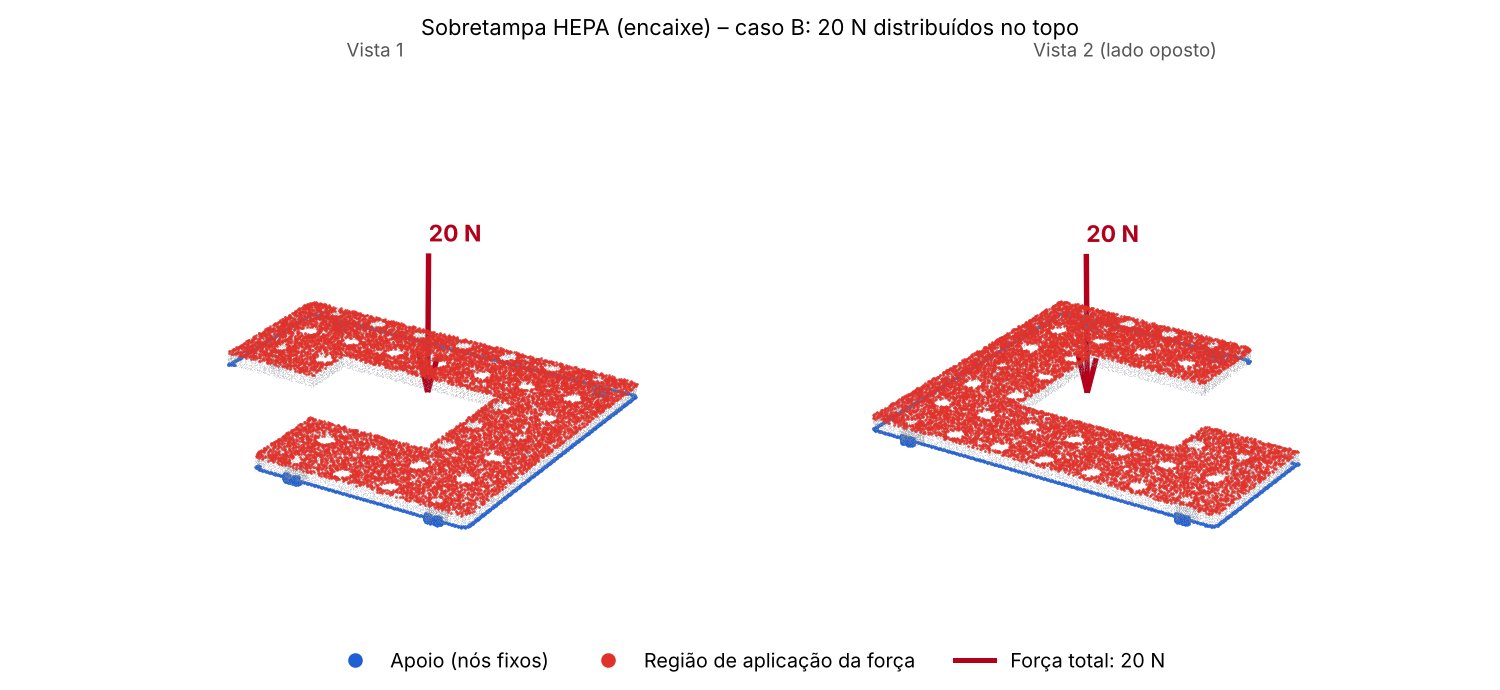 Sobretampa HEPA (encaixe) – caso B: 20 N distribuídos no topo
Vista 1
Vista 2 (lado oposto)
20 N
20 N
Apoio (nós fixos)
Região de aplicação da força
Força total: 20 N